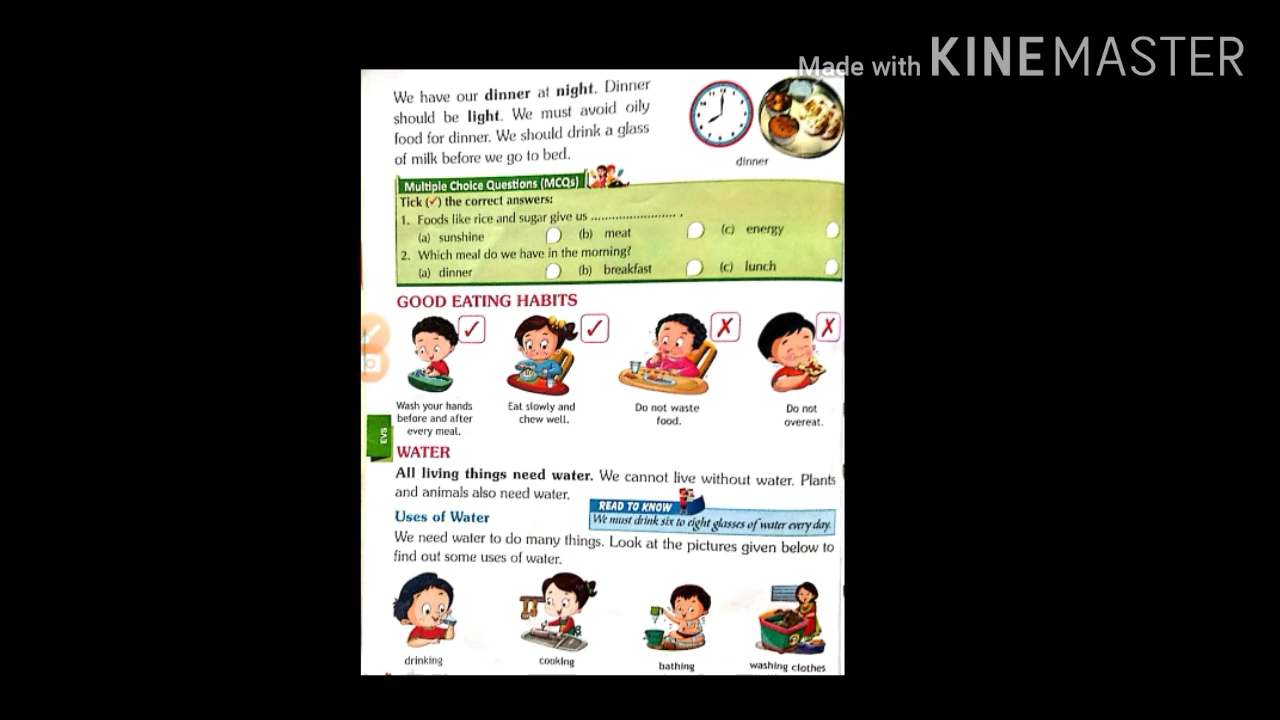 Made with KINEMASTER
We have our dinner at night. Dinner
should be light. We must avoid oily
food for dinner. We should drink a glass
of milk before we go to bed.
dinner
Multiple Choice Questions (MCQs)
Tick (✓) the correct answers:
1. Foods like rice and sugar give us ........................ .
(a) sunshine (b) meat (c) energy
2. Which meal do we have in the morning?
(a) dinner (b) breakfast (c) lunch
GOOD EATING HABITS
Wash your hands
before and after
every meal.
Eat slowly and
chew well.
Do not waste
food.
Do not
overeat.
EVS
WATER
All living things need water. We cannot live without water. Plants
and animals also need water.
READ TO KNOW
We must drink six to eight glasses of water every day.
Uses of Water
We need water to do many things. Look at the pictures given below to
find out some uses of water.
drinking
cooking
bathing
washing clothes